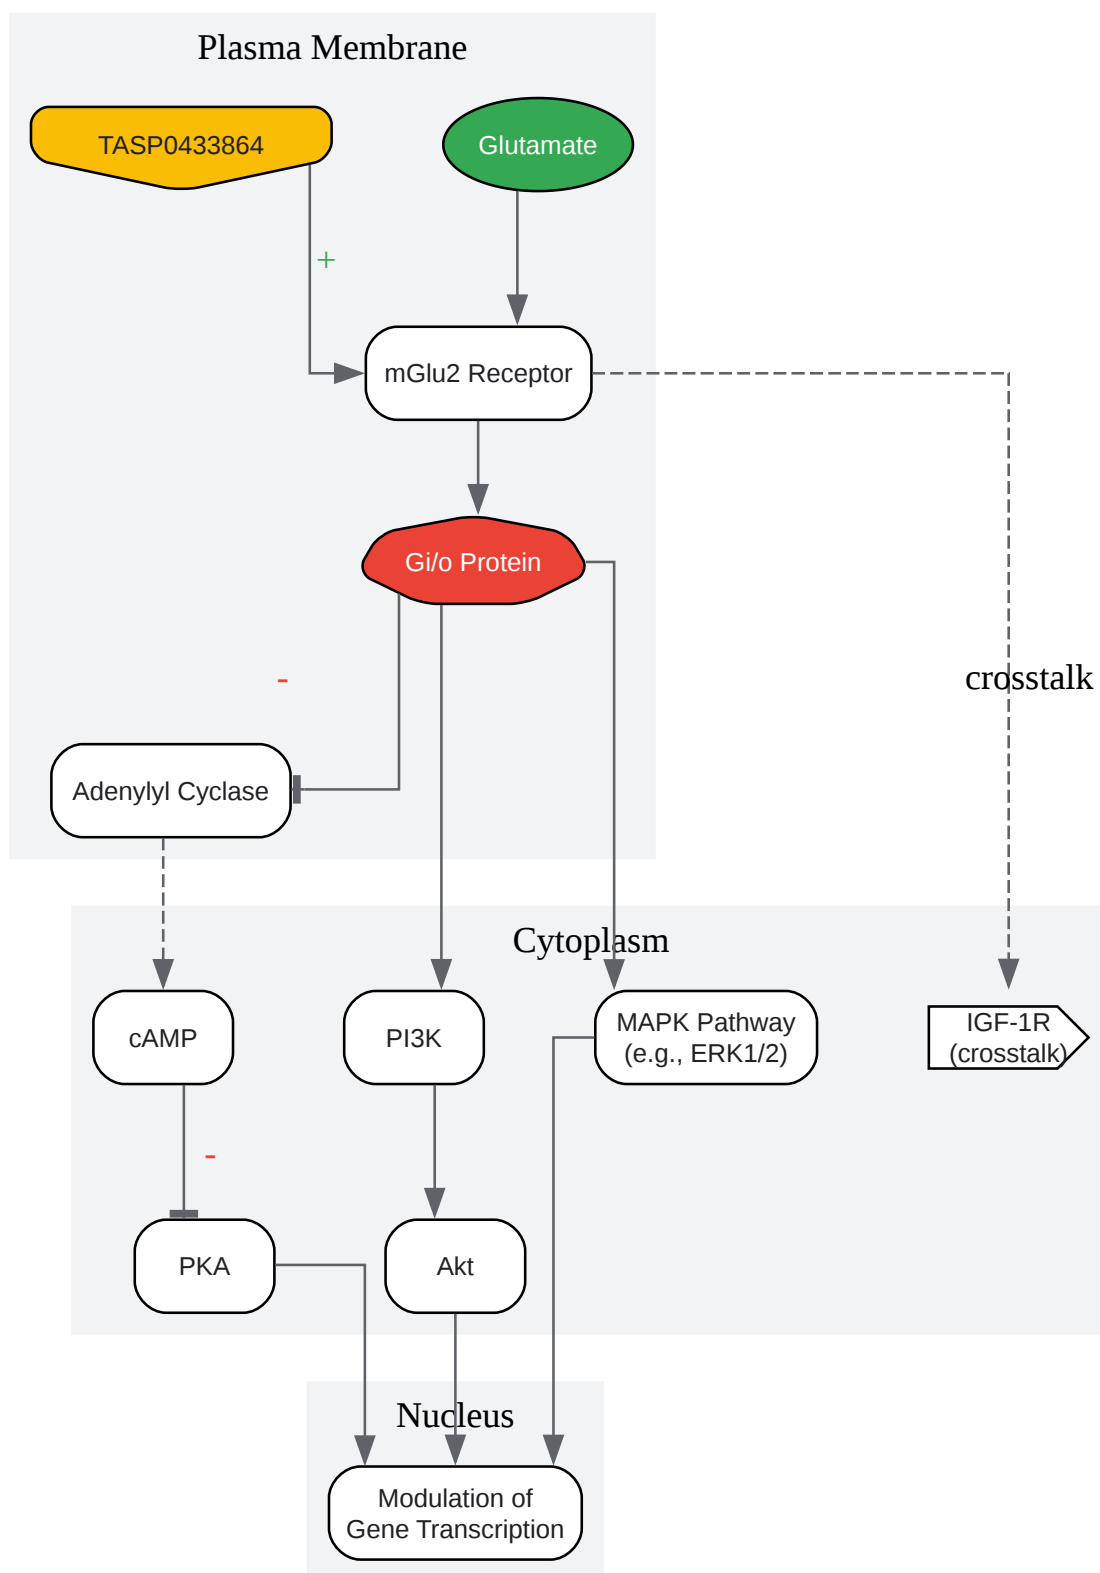 Plasma Membrane
TASP0433864
Glutamate
+
mGlu2 Receptor
Gi/o Protein
-
crosstalk
Adenylyl Cyclase
Cytoplasm
cAMP
PI3K
MAPK Pathway
(e.g., ERK1/2)
IGF-1R
(crosstalk)
-
PKA
Akt
Nucleus
Modulation of
Gene Transcription